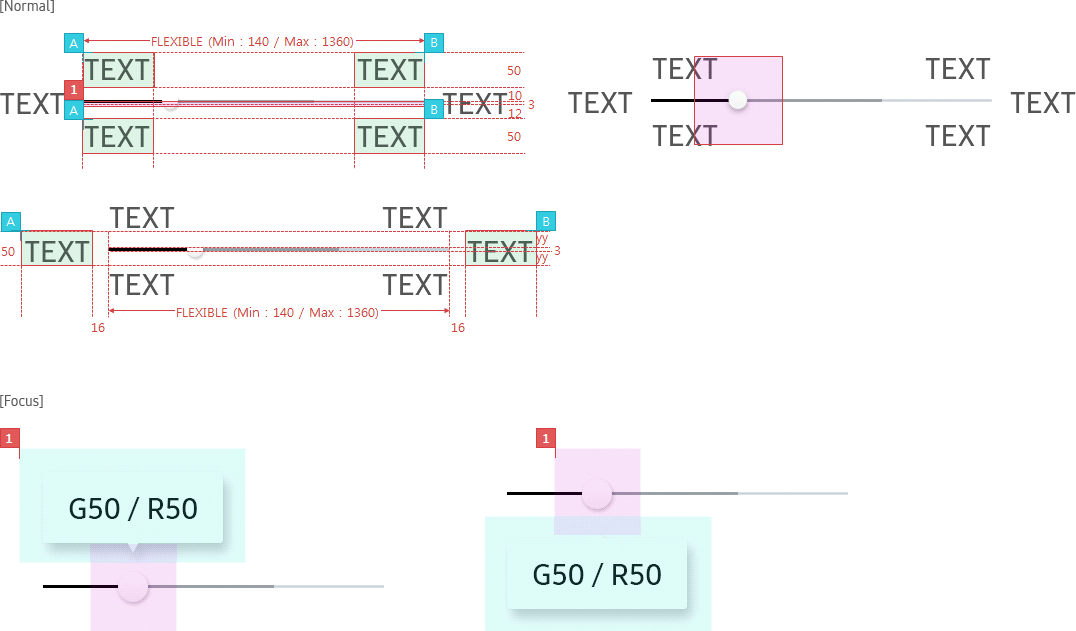 [Normal]
A FLEXIBLE (Min : 140 / Max : 1360) B
TEXT TEXT 50
TEXT TEXT
1
TEXT TEXT 10
3
A B 12
TEXT TEXT 50
TEXT TEXT
TEXT TEXT
TEXT TEXT
A B
50 TEXT TEXT yy
3
yy
TEXT TEXT
FLEXIBLE (Min : 140 / Max : 1360)
16 16
[Focus]
1 1
G50 / R50
G50 / R50